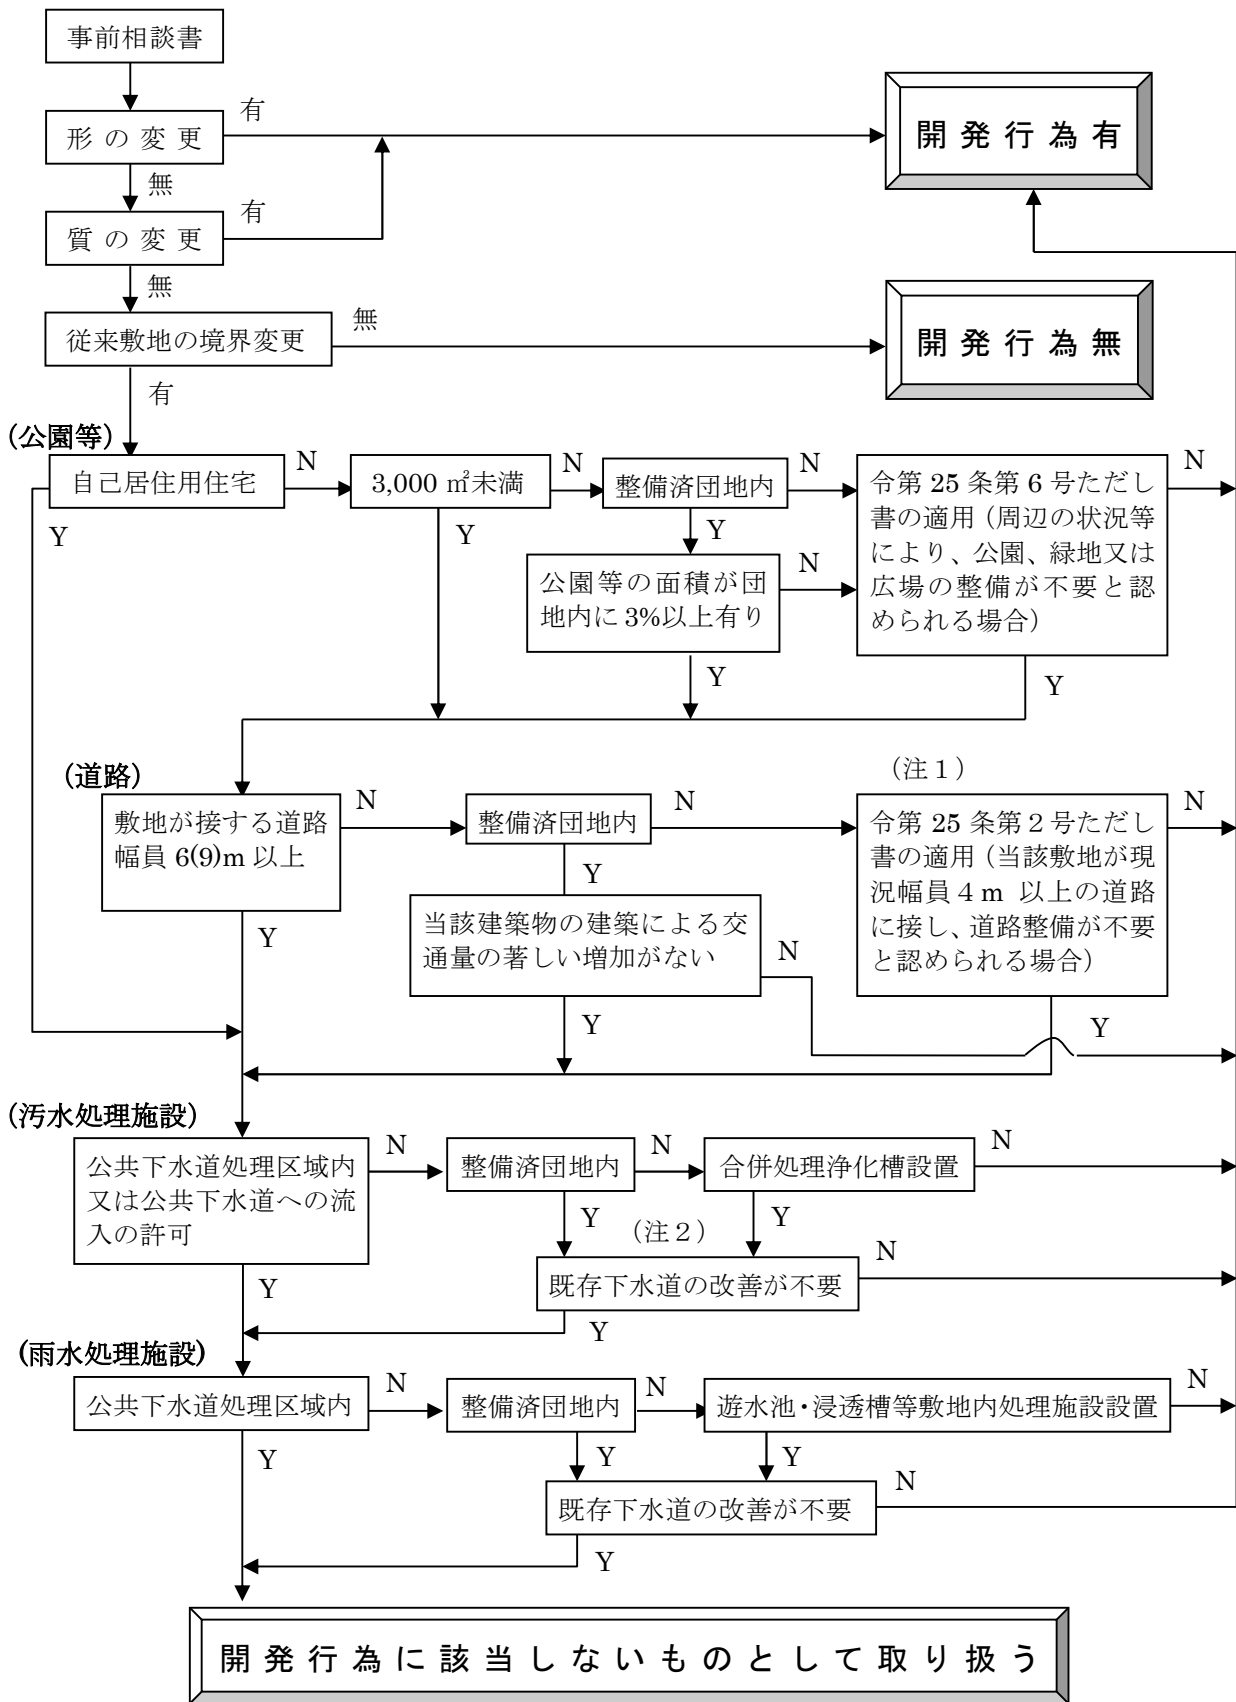 事前相談書
形の変更
有
開発行為有
無
質の変更
有
無
従来敷地の境界変更
無
開発行為無
有
(公園等)
自己居住用住宅
N
Y
3,000 ㎡未満
N
Y
整備済団地内
N
Y
公園等の面積が団
地内に 3%以上有り
N
Y
令第 25 条第 6 号ただし
書の適用（周辺の状況等
により、公園、緑地又は
広場の整備が不要と認
められる場合）
N
Y
(道路)
敷地が接する道路
幅員 6(9)m 以上
N
Y
整備済団地内
N
Y
当該建築物の建築による交
通量の著しい増加がない
N
Y
（注１）
令第 25 条第２号ただし
書の適用（当該敷地が現
況幅員４ｍ 以上の道路
に接し、道路整備が不要
と認められる場合）
N
Y
(汚水処理施設)
公共下水道処理区域内
又は公共下水道への流
入の許可
N
Y
整備済団地内
N
Y
合併処理浄化槽設置
N
Y
（注２）
既存下水道の改善が不要
N
Y
(雨水処理施設)
公共下水道処理区域内
N
Y
整備済団地内
N
Y
遊水池・浸透槽等敷地内処理施設設置
N
Y
既存下水道の改善が不要
N
Y
開発行為に該当しないものとして取り扱う